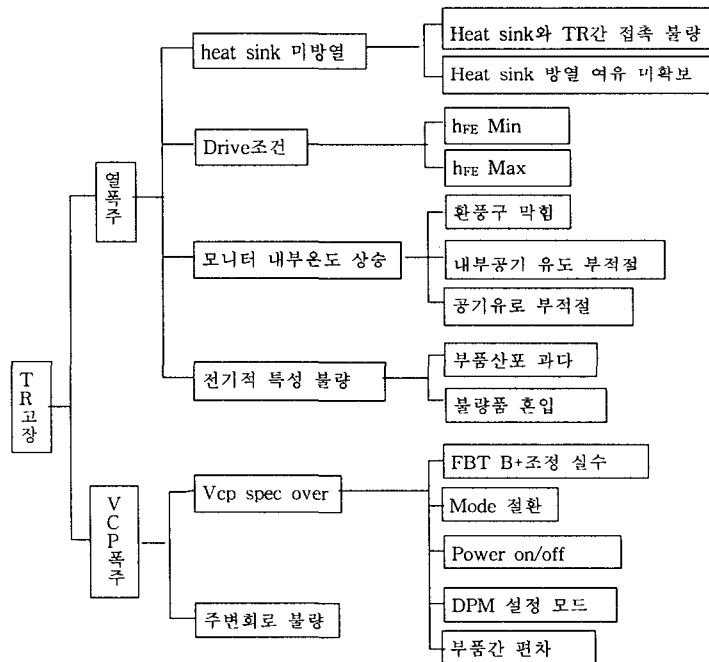 TR고장
열폭주
heat sink 미방열
Heat sink와 TR간 접촉 불량
Heat sink 방열 여유 미확보
Drive조건
hFE Min
hFE Max
모니터 내부온도 상승
환풍구 막힘
내부공기 유도 부적절
공기유로 부적절
전기적 특성 불량
부품산포 과다
불량품 혼입
VCP폭주
Vcp spec over
FBT B+조정 실수
Mode 절환
Power on/off
DPM 설정 모드
부품간 편차
주변회로 불량